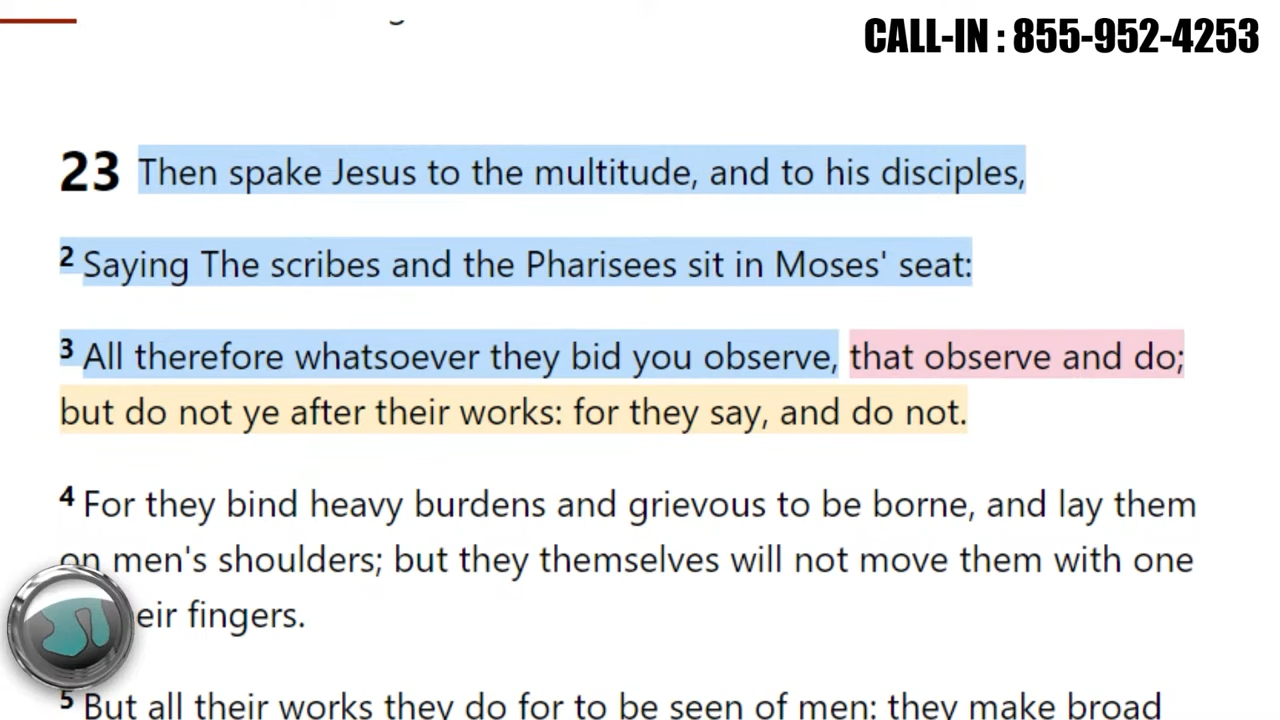 CALL-IN : 855-952-4253
23 Then spake Jesus to the multitude, and to his disciples,
2 Saying The scribes and the Pharisees sit in Moses' seat:
3 All therefore whatsoever they bid you observe, that observe and do;
but do not ye after their works: for they say, and do not.
4 For they bind heavy burdens and grievous to be borne, and lay them
on men's shoulders; but they themselves will not move them with one
eir fingers.
5 But all their works they do for to be seen of men: they make broad